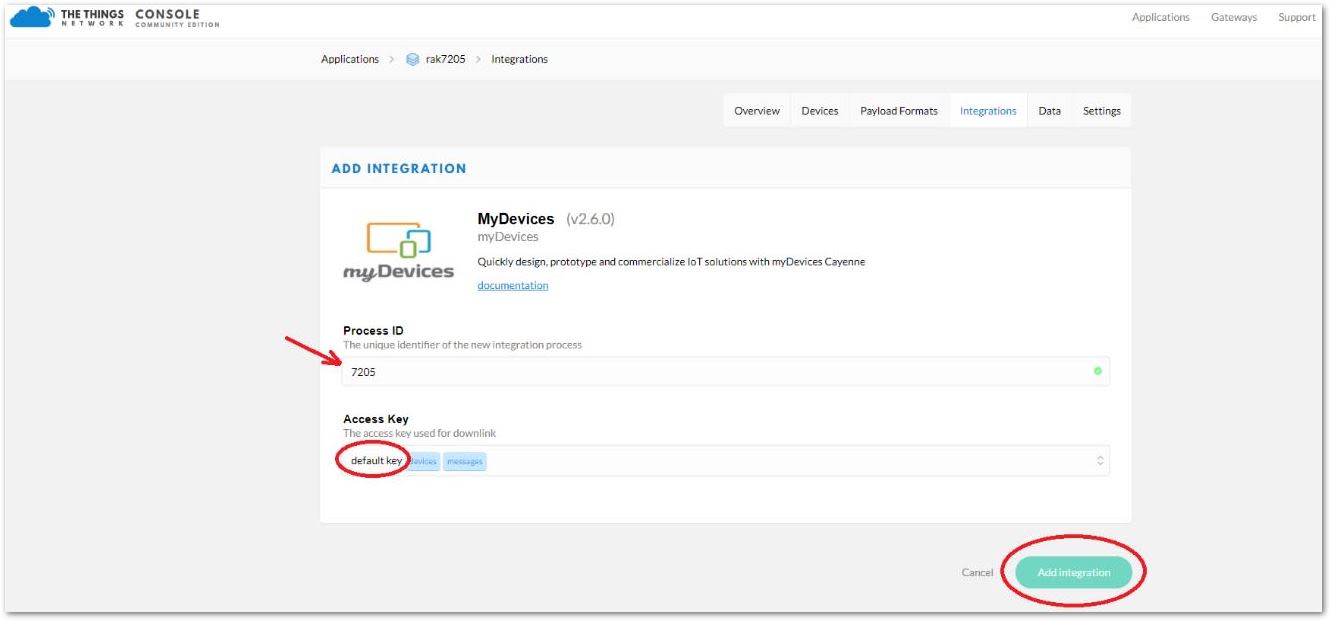 THE THINGS NETWORK CONSOLE COMMUNITY EDITION
Applications Gateways Support
Applications > rak7205 > Integrations
Overview Devices Payload Formats Integrations Data Settings
ADD INTEGRATION
MyDevices (v2.6.0)
myDevices
myDevices
Quickly design, prototype and commercialize IoT solutions with myDevices Cayenne
documentation
Process ID
The unique identifier of the new integration process
7205
Access Key
The access key used for downlink
default key devices messages
Cancel Add integration